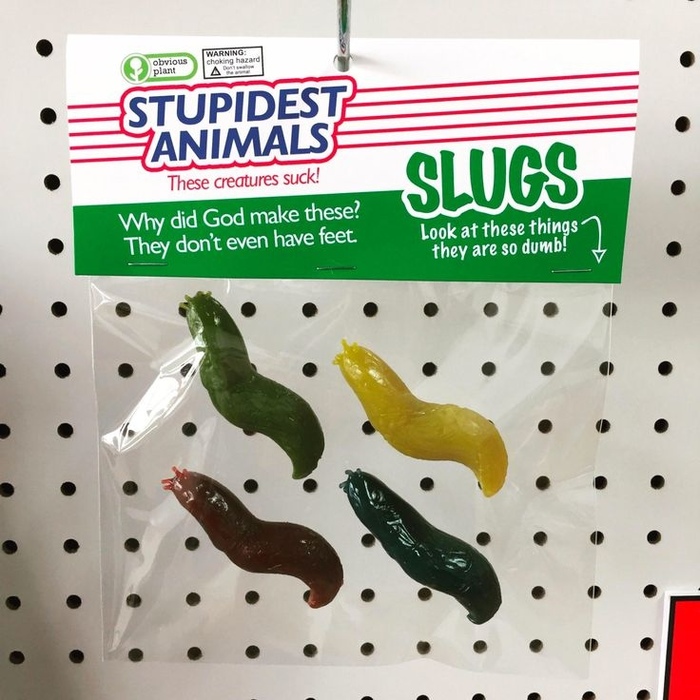 obvious
plant
WARNING:
choking hazard
Don't swallow
the animal
STUPIDEST
ANIMALS
These creatures suck!
Why did God make these?
They don't even have feet.
SLUGS
Look at these things
they are so dumb!